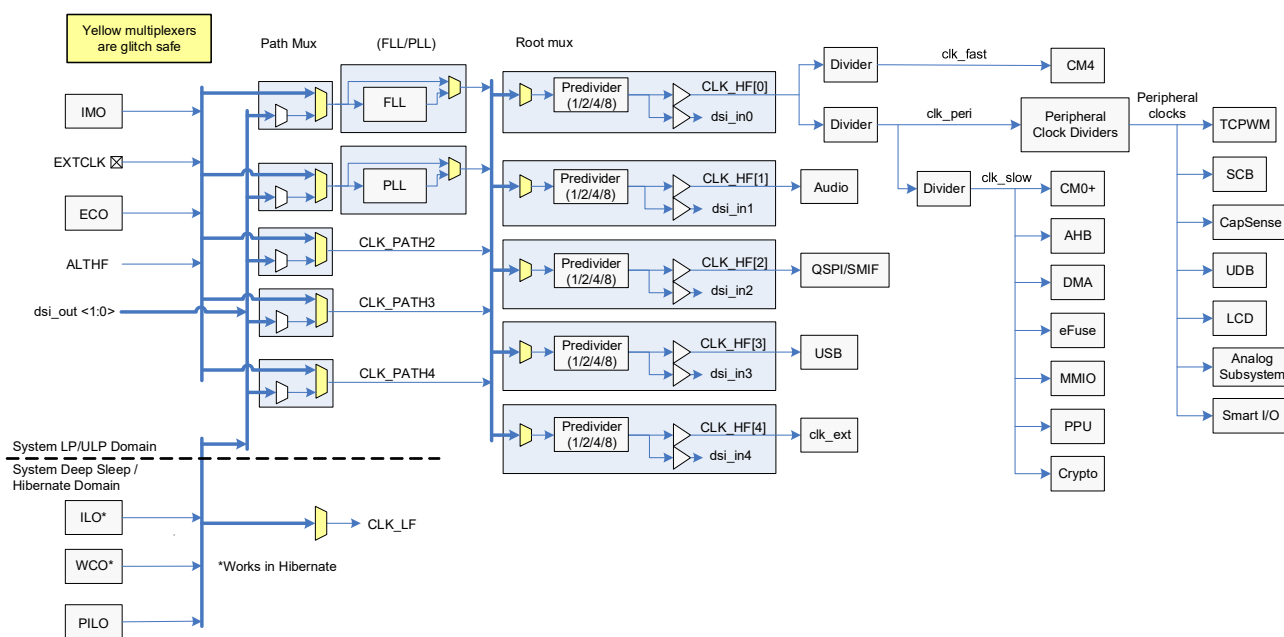 Yellow multiplexers
are glitch safe
Path Mux
(FLL/PLL)
Root mux
IMO
EXTCLK
ECO
ALTHF
dsi_out <1:0>
FLL
PLL
CLK_PATH2
CLK_PATH3
CLK_PATH4
Predivider
(1/2/4/8)
CLK_HF[0]
dsi_in0
Predivider
(1/2/4/8)
CLK_HF[1]
dsi_in1
Audio
Predivider
(1/2/4/8)
CLK_HF[2]
dsi_in2
QSPI/SMIF
Predivider
(1/2/4/8)
CLK_HF[3]
dsi_in3
USB
Predivider
(1/2/4/8)
CLK_HF[4]
dsi_in4
clk_ext
Divider
clk_fast
CM4
Divider
clk_peri
Peripheral
Clock Dividers
Peripheral
clocks
Divider
clk_slow
CM0+
AHB
DMA
eFuse
MMIO
PPU
Crypto
TCPWM
SCB
CapSense
UDB
LCD
Analog
Subsystem
Smart I/O
System LP/ULP Domain
System Deep Sleep /
Hibernate Domain
ILO*
WCO*
PILO
CLK_LF
*Works in Hibernate